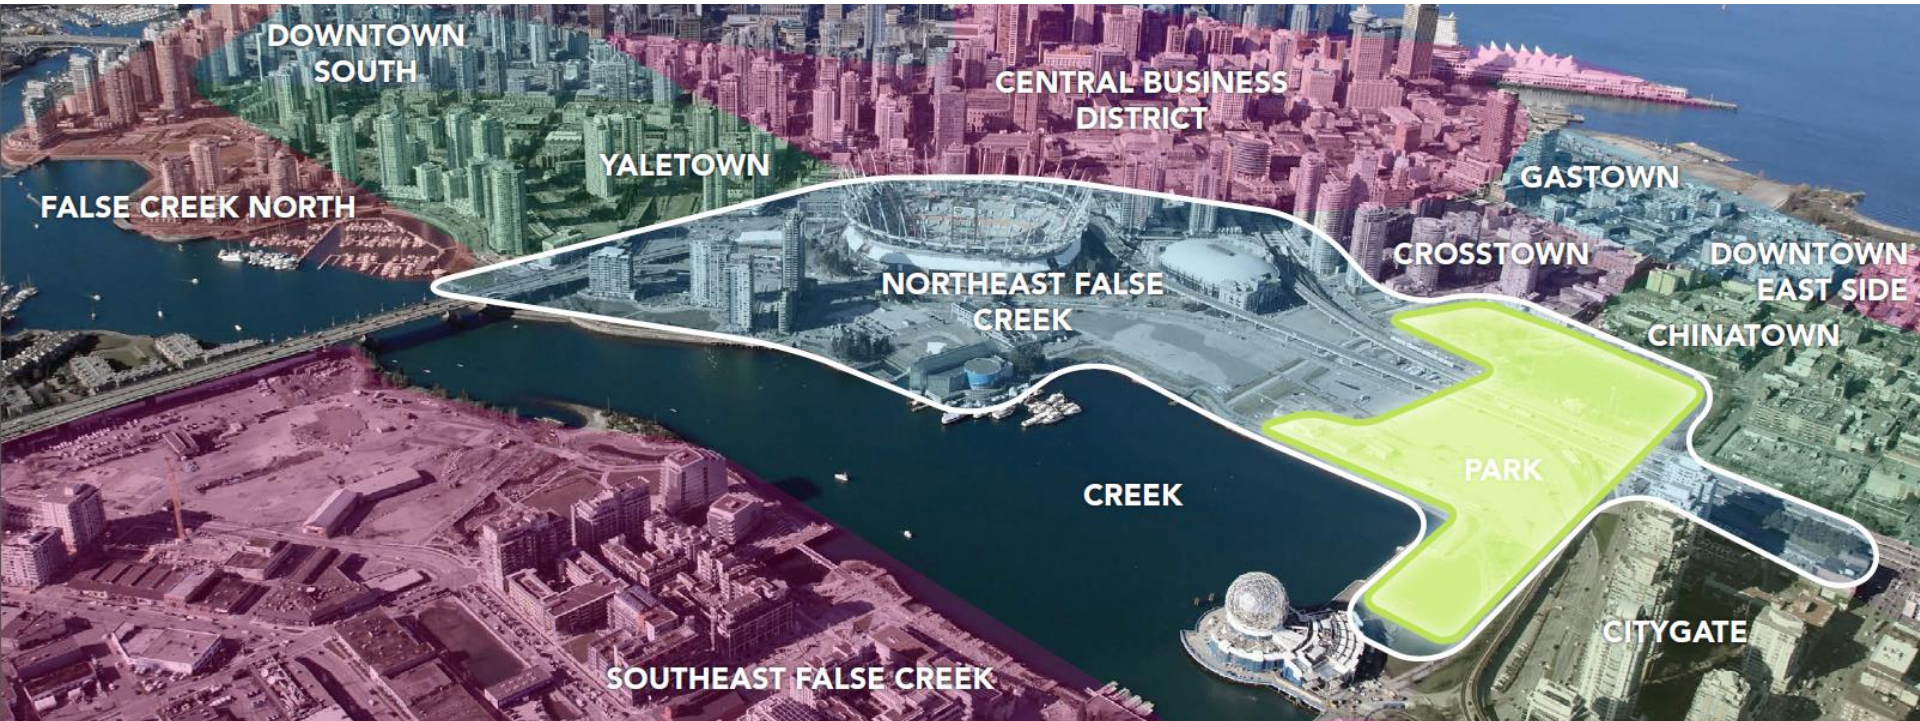 DOWNTOWN
SOUTH
CENTRAL BUSINESS
DISTRICT
YALETOWN
GASTOWN
FALSE CREEK NORTH
CROSSTOWN
DOWNTOWN
EAST SIDE
NORTHEAST FALSE
CREEK
CHINATOWN
PARK
CREEK
CITYGATE
SOUTHEAST FALSE CREEK